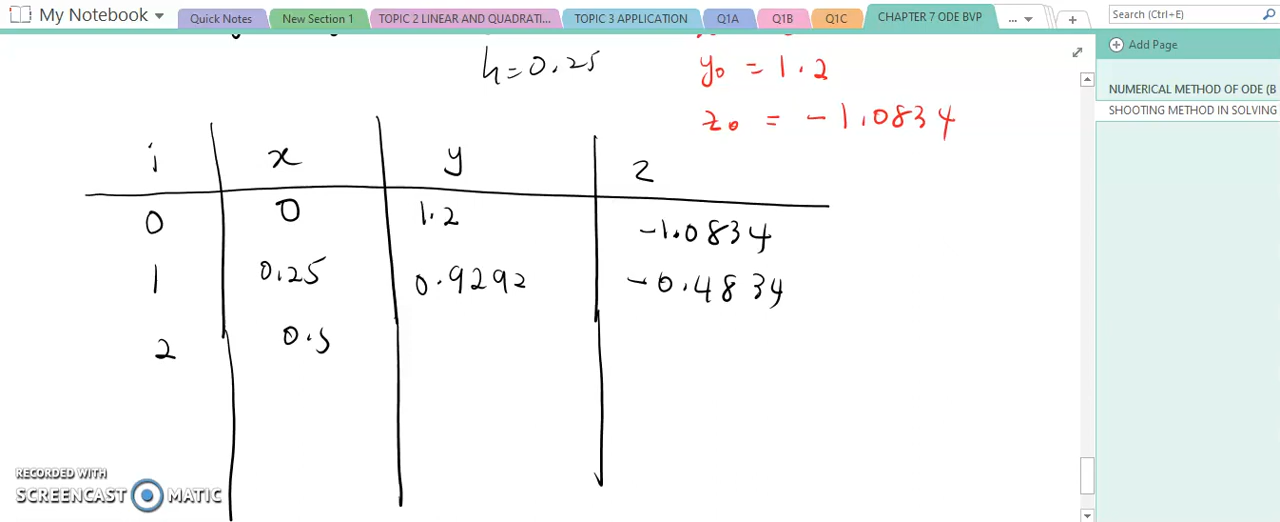 My Notebook
Quick Notes
New Section 1
TOPIC 2 LINEAR AND QUADRATI...
TOPIC 3 APPLICATION
Q1A
Q1B
Q1C
CHAPTER 7 ODE BVP
...
+
Search (Ctrl+E)
Add Page
NUMERICAL METHOD OF ODE (B
SHOOTING METHOD IN SOLVING
h=0.25
y₀ = 1.2
z₀ = -1.0834
i x y z
0 0 1.2 -1.0834
1 0.25 0.9292 -0.4834
2 0.5
RECORDED WITH
SCREENCAST MATIC